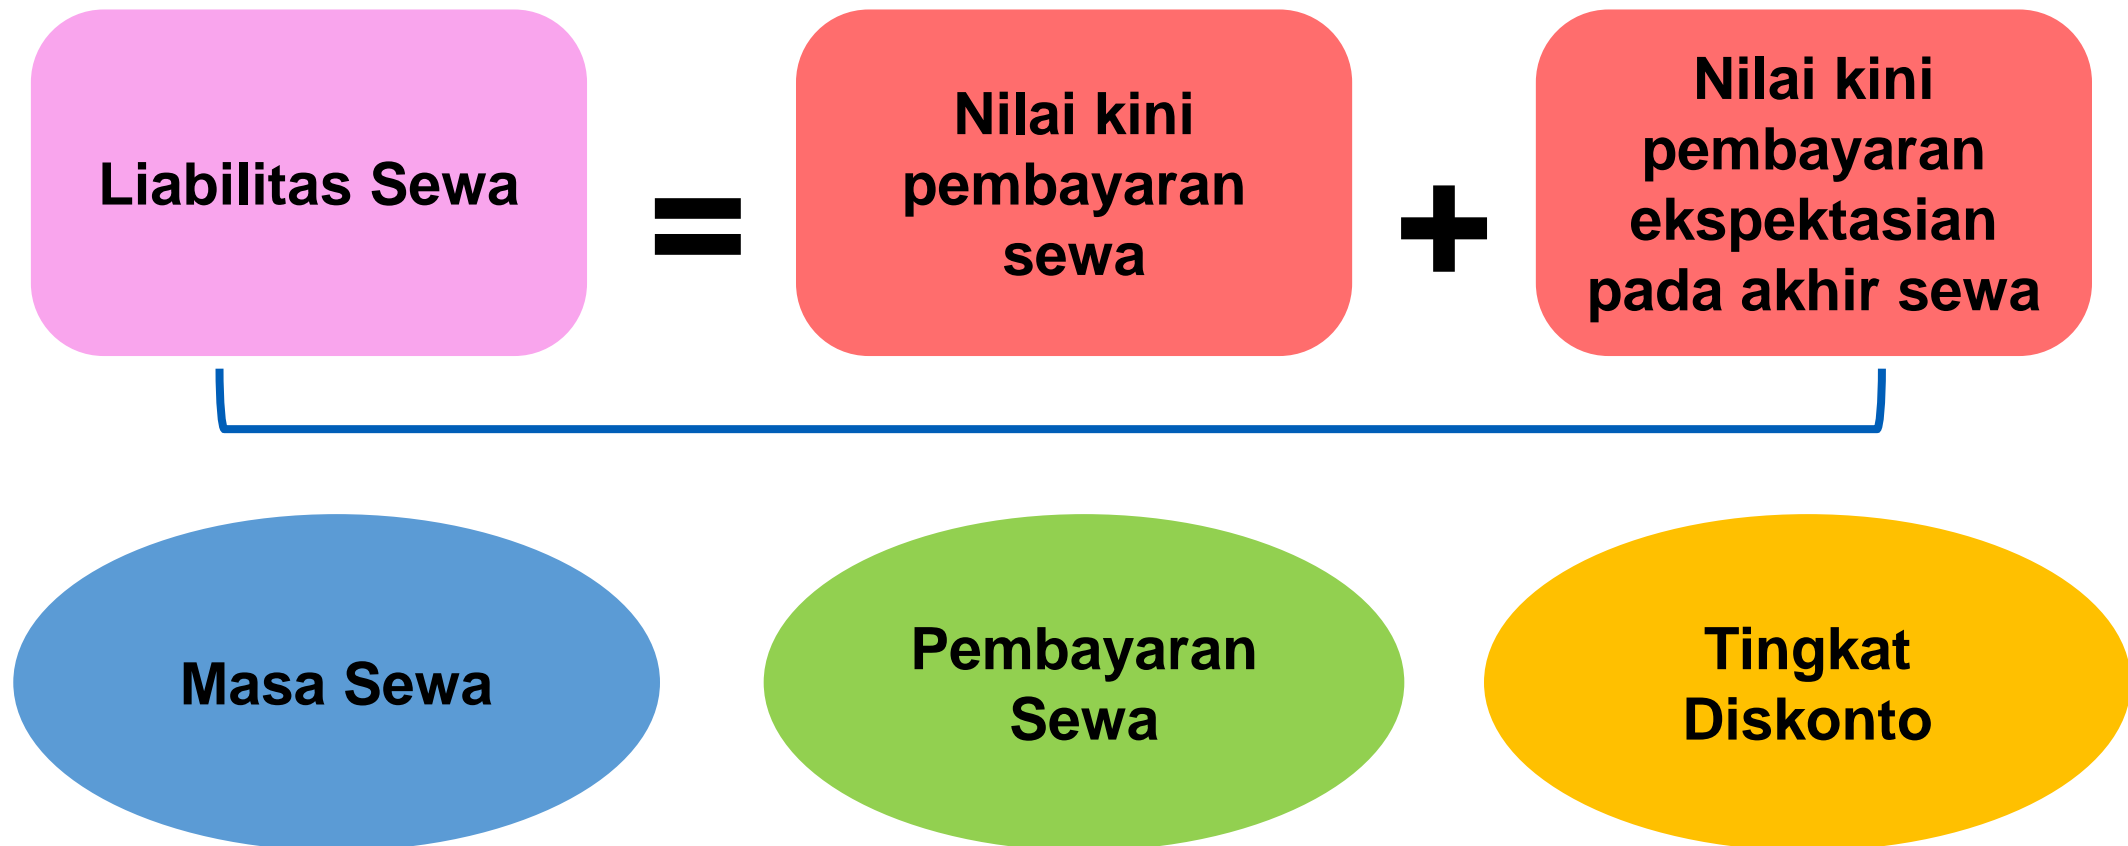 Liabilitas Sewa
=
Nilai kini
pembayaran
sewa
+
Nilai kini
pembayaran
ekspektasian
pada akhir sewa
Masa Sewa
Pembayaran
Sewa
Tingkat
Diskonto